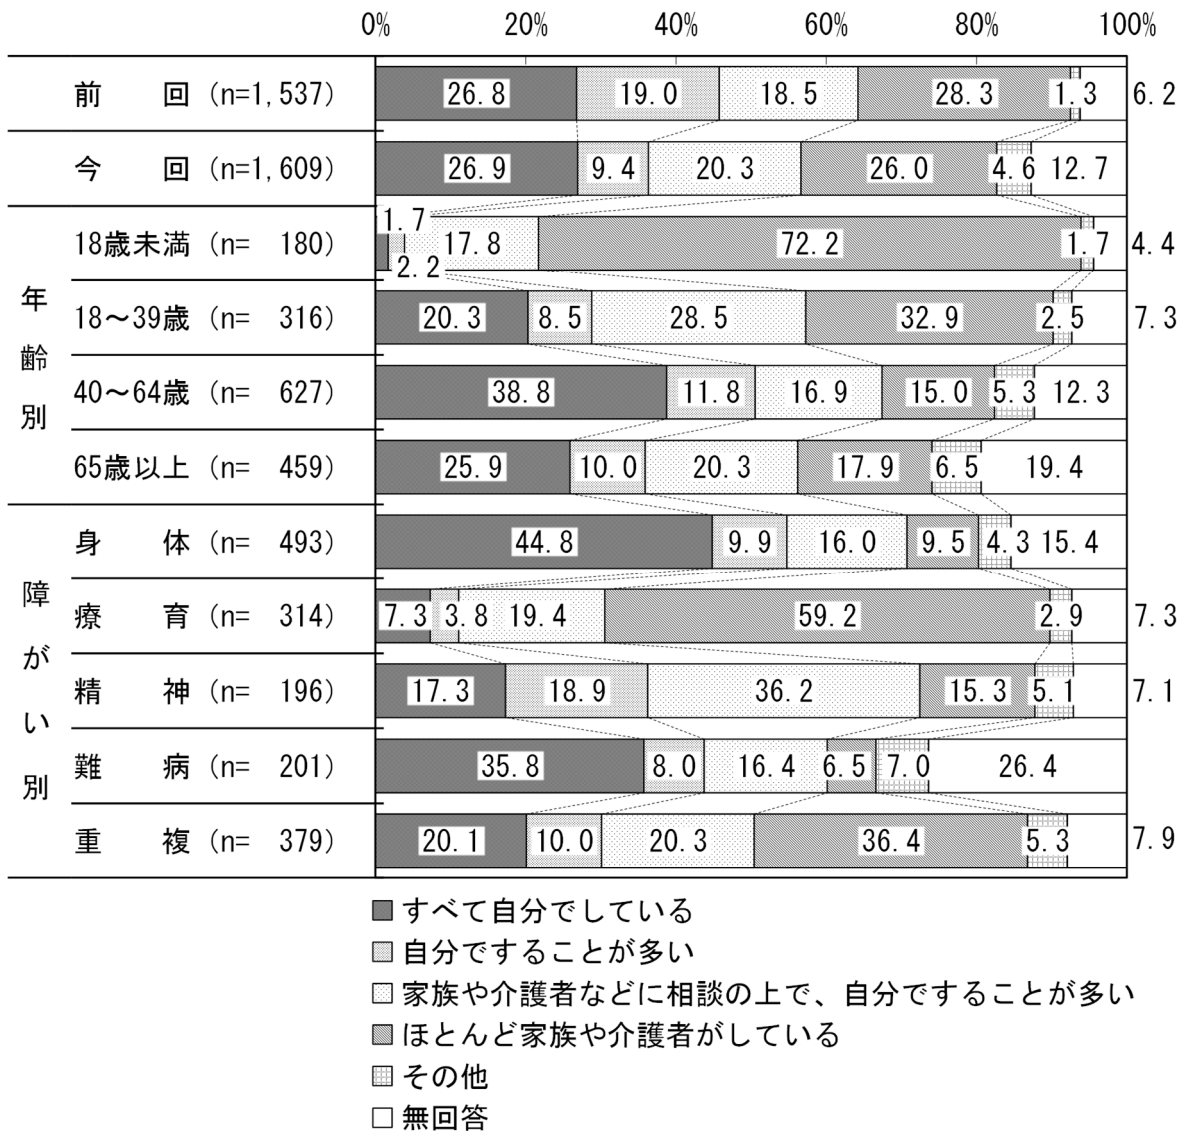 0% 20% 40% 60% 80% 100%
前 回 (n=1,537) 26.8 19.0 18.5 28.3 1.3 6.2
今 回 (n=1,609) 26.9 9.4 20.3 26.0 4.6 12.7
年齢別
18歳未満 (n= 180) 1.7 2.2 17.8 72.2 1.7 4.4
18～39歳 (n= 316) 20.3 8.5 28.5 32.9 2.5 7.3
40～64歳 (n= 627) 38.8 11.8 16.9 15.0 5.3 12.3
65歳以上 (n= 459) 25.9 10.0 20.3 17.9 6.5 19.4
障がい別
身 体 (n= 493) 44.8 9.9 16.0 9.5 4.3 15.4
療 育 (n= 314) 7.3 3.8 19.4 59.2 2.9 7.3
精 神 (n= 196) 17.3 18.9 36.2 15.3 5.1 7.1
難 病 (n= 201) 35.8 8.0 16.4 6.5 7.0 26.4
重 複 (n= 379) 20.1 10.0 20.3 36.4 5.3 7.9
すべて自分でしている
自分ですることが多い
家族や介護者などに相談の上で、自分ですることが多い
ほとんど家族や介護者がしている
その他
無回答